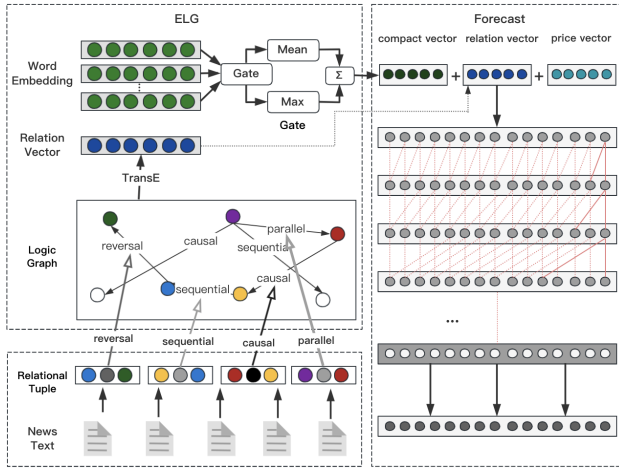 ELG
Forecast
Word
Embedding
Gate
Mean
Max
Σ
Gate
compact vector
relation vector
price vector
+
+
Relation
Vector
TransE
Logic
Graph
reversal
causal
parallel
sequential
sequential
causal
reversal
sequential
causal
parallel
...
Relational
Tuple
News
Text